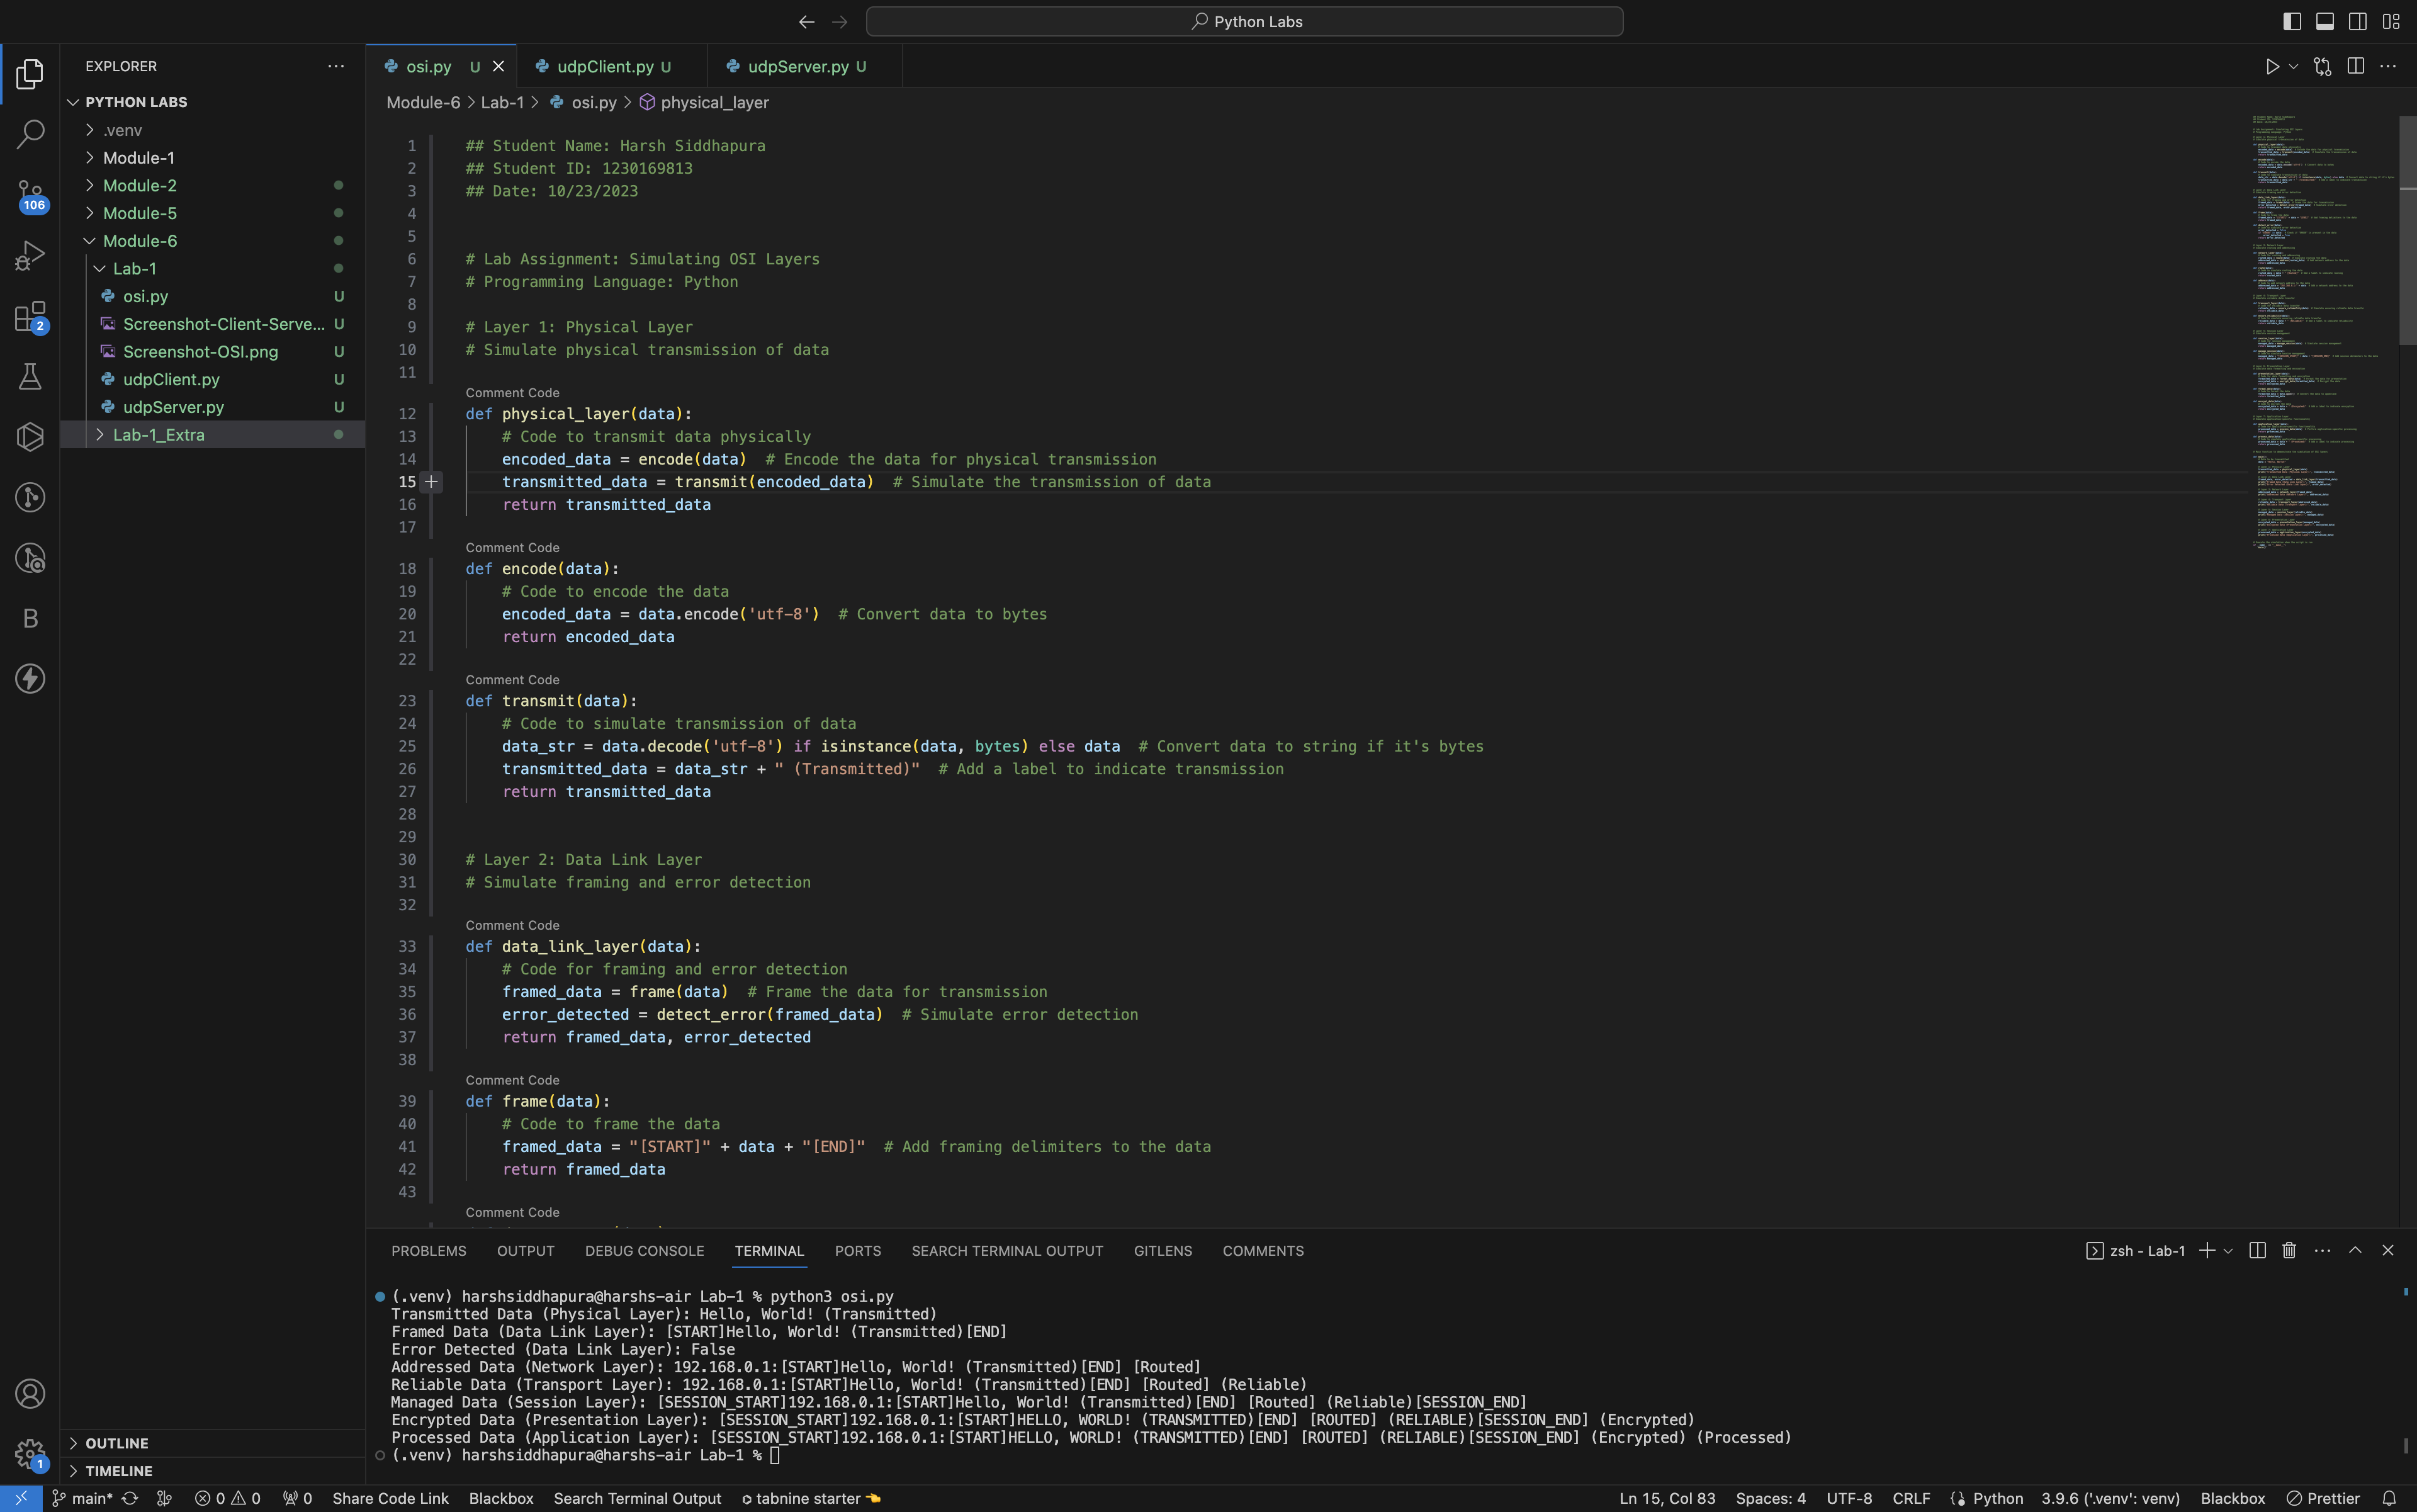 Python Labs
EXPLORER
PYTHON LABS
.venv
Module-1
Module-2
Module-5
Module-6
Lab-1
osi.py U
Screenshot-Client-Serve... U
Screenshot-OSI.png U
udpClient.py U
udpServer.py U
Lab-1_Extra
OUTLINE
TIMELINE
106
2
B
1
osi.py U
udpClient.py U
udpServer.py U
Module-6 > Lab-1 > osi.py > physical_layer
1 ## Student Name: Harsh Siddhapura
2 ## Student ID: 1230169813
3 ## Date: 10/23/2023
4
5
6 # Lab Assignment: Simulating OSI Layers
7 # Programming Language: Python
8
9 # Layer 1: Physical Layer
10 # Simulate physical transmission of data
11
Comment Code
12 def physical_layer(data):
13     # Code to transmit data physically
14     encoded_data = encode(data)  # Encode the data for physical transmission
15     transmitted_data = transmit(encoded_data)  # Simulate the transmission of data
16     return transmitted_data
17
Comment Code
18 def encode(data):
19     # Code to encode the data
20     encoded_data = data.encode('utf-8')  # Convert data to bytes
21     return encoded_data
22
Comment Code
23 def transmit(data):
24     # Code to simulate transmission of data
25     data_str = data.decode('utf-8') if isinstance(data, bytes) else data  # Convert data to string if it's bytes
26     transmitted_data = data_str + " (Transmitted)"  # Add a label to indicate transmission
27     return transmitted_data
28
29
30 # Layer 2: Data Link Layer
31 # Simulate framing and error detection
32
Comment Code
33 def data_link_layer(data):
34     # Code for framing and error detection
35     framed_data = frame(data)  # Frame the data for transmission
36     error_detected = detect_error(framed_data)  # Simulate error detection
37     return framed_data, error_detected
38
Comment Code
39 def frame(data):
40     # Code to frame the data
41     framed_data = "[START]" + data + "[END]"  # Add framing delimiters to the data
42     return framed_data
43
Comment Code
PROBLEMS OUTPUT DEBUG CONSOLE TERMINAL PORTS SEARCH TERMINAL OUTPUT GITLENS COMMENTS zsh - Lab-1
(.venv) harshsiddhapura@harshs-air Lab-1 % python3 osi.py
Transmitted Data (Physical Layer): Hello, World! (Transmitted)
Framed Data (Data Link Layer): [START]Hello, World! (Transmitted)[END]
Error Detected (Data Link Layer): False
Addressed Data (Network Layer): 192.168.0.1:[START]Hello, World! (Transmitted)[END] [Routed]
Reliable Data (Transport Layer): 192.168.0.1:[START]Hello, World! (Transmitted)[END] [Routed] (Reliable)
Managed Data (Session Layer): [SESSION_START]192.168.0.1:[START]Hello, World! (Transmitted)[END] [Routed] (Reliable)[SESSION_END]
Encrypted Data (Presentation Layer): [SESSION_START]192.168.0.1:[START]HELLO, WORLD! (TRANSMITTED)[END] [ROUTED] (RELIABLE)[SESSION_END] (Encrypted)
Processed Data (Application Layer): [SESSION_START]192.168.0.1:[START]HELLO, WORLD! (TRANSMITTED)[END] [ROUTED] (RELIABLE)[SESSION_END] (Encrypted) (Processed)
(.venv) harshsiddhapura@harshs-air Lab-1 %
main* 0 0 0 Share Code Link Blackbox Search Terminal Output tabnine starter Ln 15, Col 83 Spaces: 4 UTF-8 CRLF Python 3.9.6 ('.venv': venv) Blackbox Prettier